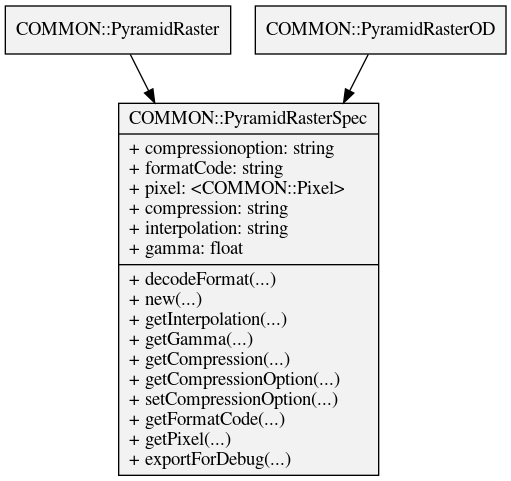 COMMON::PyramidRaster
COMMON::PyramidRasterOD
COMMON::PyramidRasterSpec
+ compressionoption: string
+ formatCode: string
+ pixel: <COMMON::Pixel>
+ compression: string
+ interpolation: string
+ gamma: float
+ decodeFormat(...)
+ new(...)
+ getInterpolation(...)
+ getGamma(...)
+ getCompression(...)
+ getCompressionOption(...)
+ setCompressionOption(...)
+ getFormatCode(...)
+ getPixel(...)
+ exportForDebug(...)